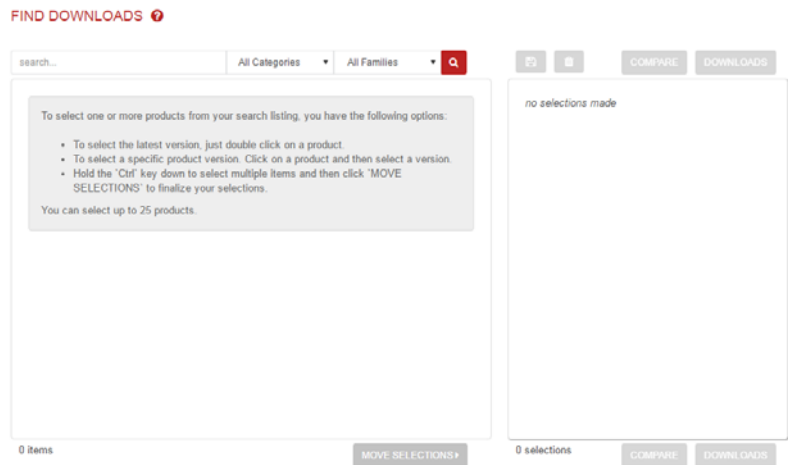 FIND DOWNLOADS ?
search...
All Categories
All Families
COMPARE
DOWNLOADS
To select one or more products from your search listing, you have the following options:
• To select the latest version, just double click on a product.
• To select a specific product version. Click on a product and then select a version.
• Hold the `Ctrl` key down to select multiple items and then click `MOVE
SELECTIONS` to finalize your selections.
You can select up to 25 products.
no selections made
0 items
MOVE SELECTIONS
0 selections
COMPARE
DOWNLOADS